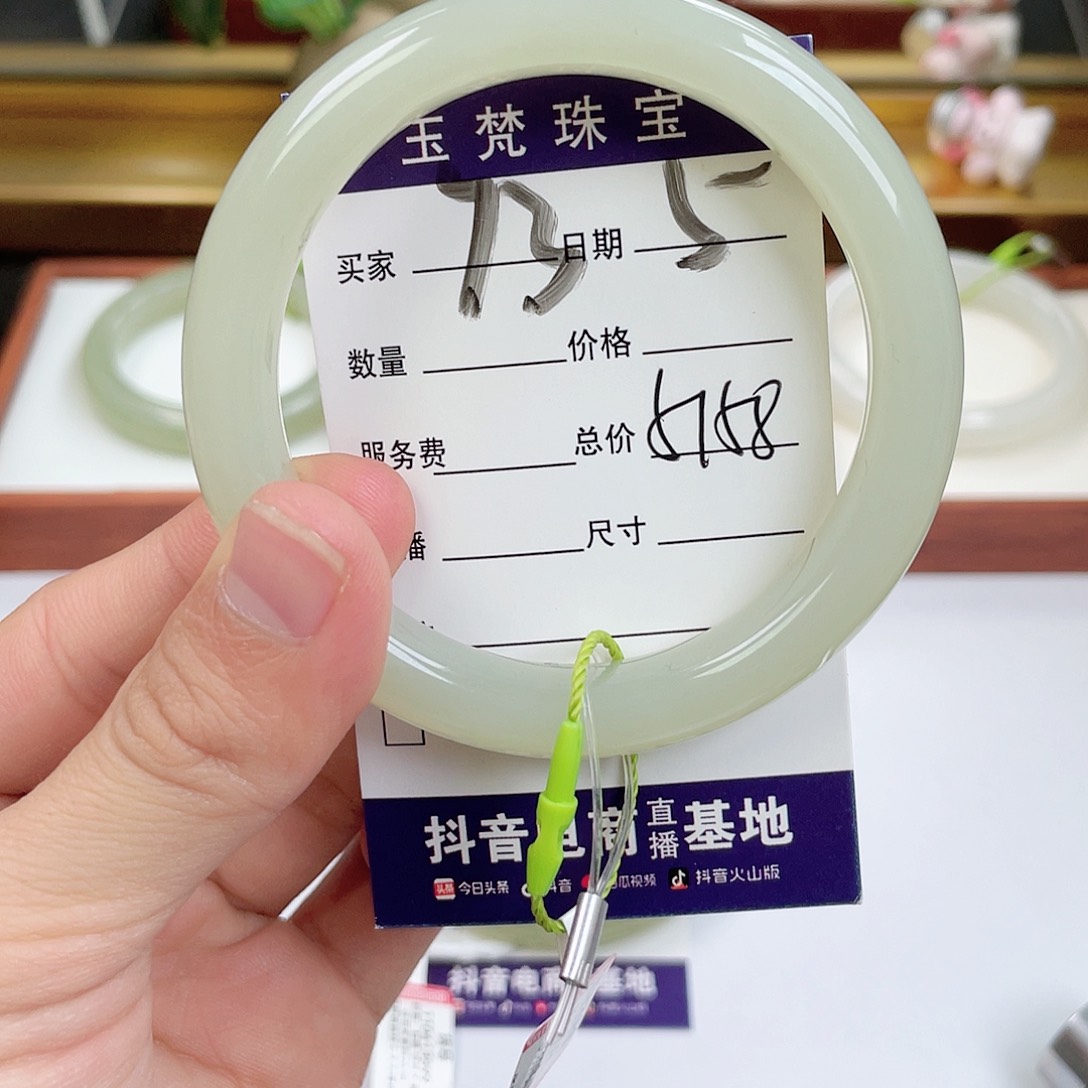 玉梵珠宝
买家 日期
数量 价格
服务费 总价
播 尺寸
抖音电商直播基地
今日头条 抖音 西瓜视频 抖音火山版
抖音电商 基地